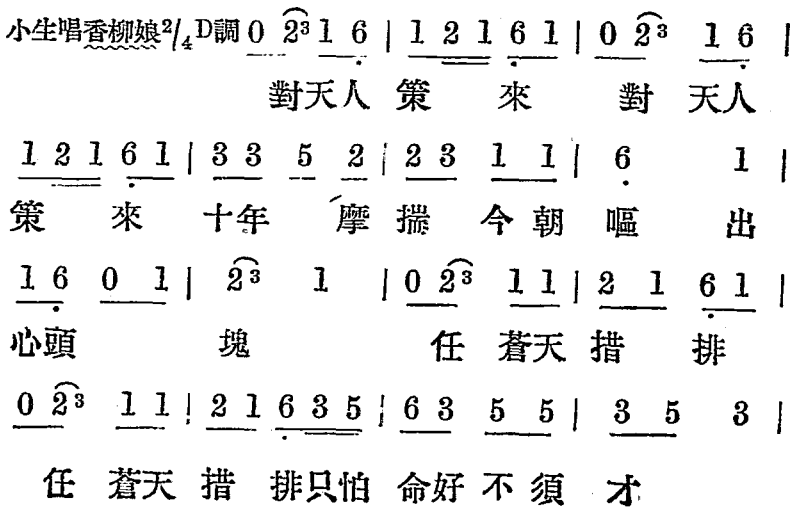 小生唱香柳娘2/4D調 0 2 3 1 6 | 1 2 1 6 1 | 0 2 3 1 6 |
對天人 策 來 對 天人
1 2 1 6 1 | 3 3 5 2 | 2 3 1 1 | 6 1 |
策 來 十年 摩 揣 今 朝 嘔 出
1 6 0 1 | 2 3 1 | 0 2 3 1 1 | 2 1 6 1 |
心頭 塊 任 蒼天 措 排
0 2 3 1 1 | 2 1 6 3 5 | 6 3 5 5 | 3 5 3 |
任 蒼天 措 排只怕 命好 不 須 才